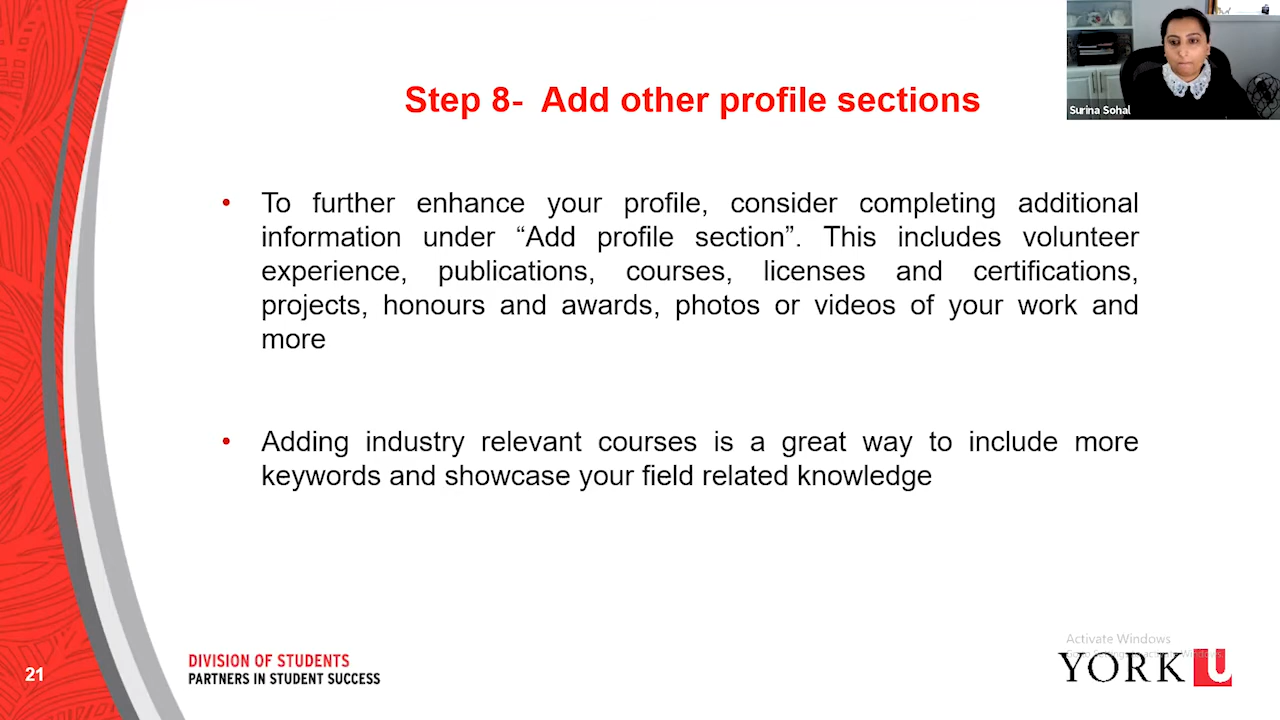 Surina Sohal
Step 8- Add other profile sections
• To further enhance your profile, consider completing additional
information under “Add profile section”. This includes volunteer
experience, publications, courses, licenses and certifications,
projects, honours and awards, photos or videos of your work and
more
• Adding industry relevant courses is a great way to include more
keywords and showcase your field related knowledge
Activate Windows
21
DIVISION OF STUDENTS
PARTNERS IN STUDENT SUCCESS
YORK U